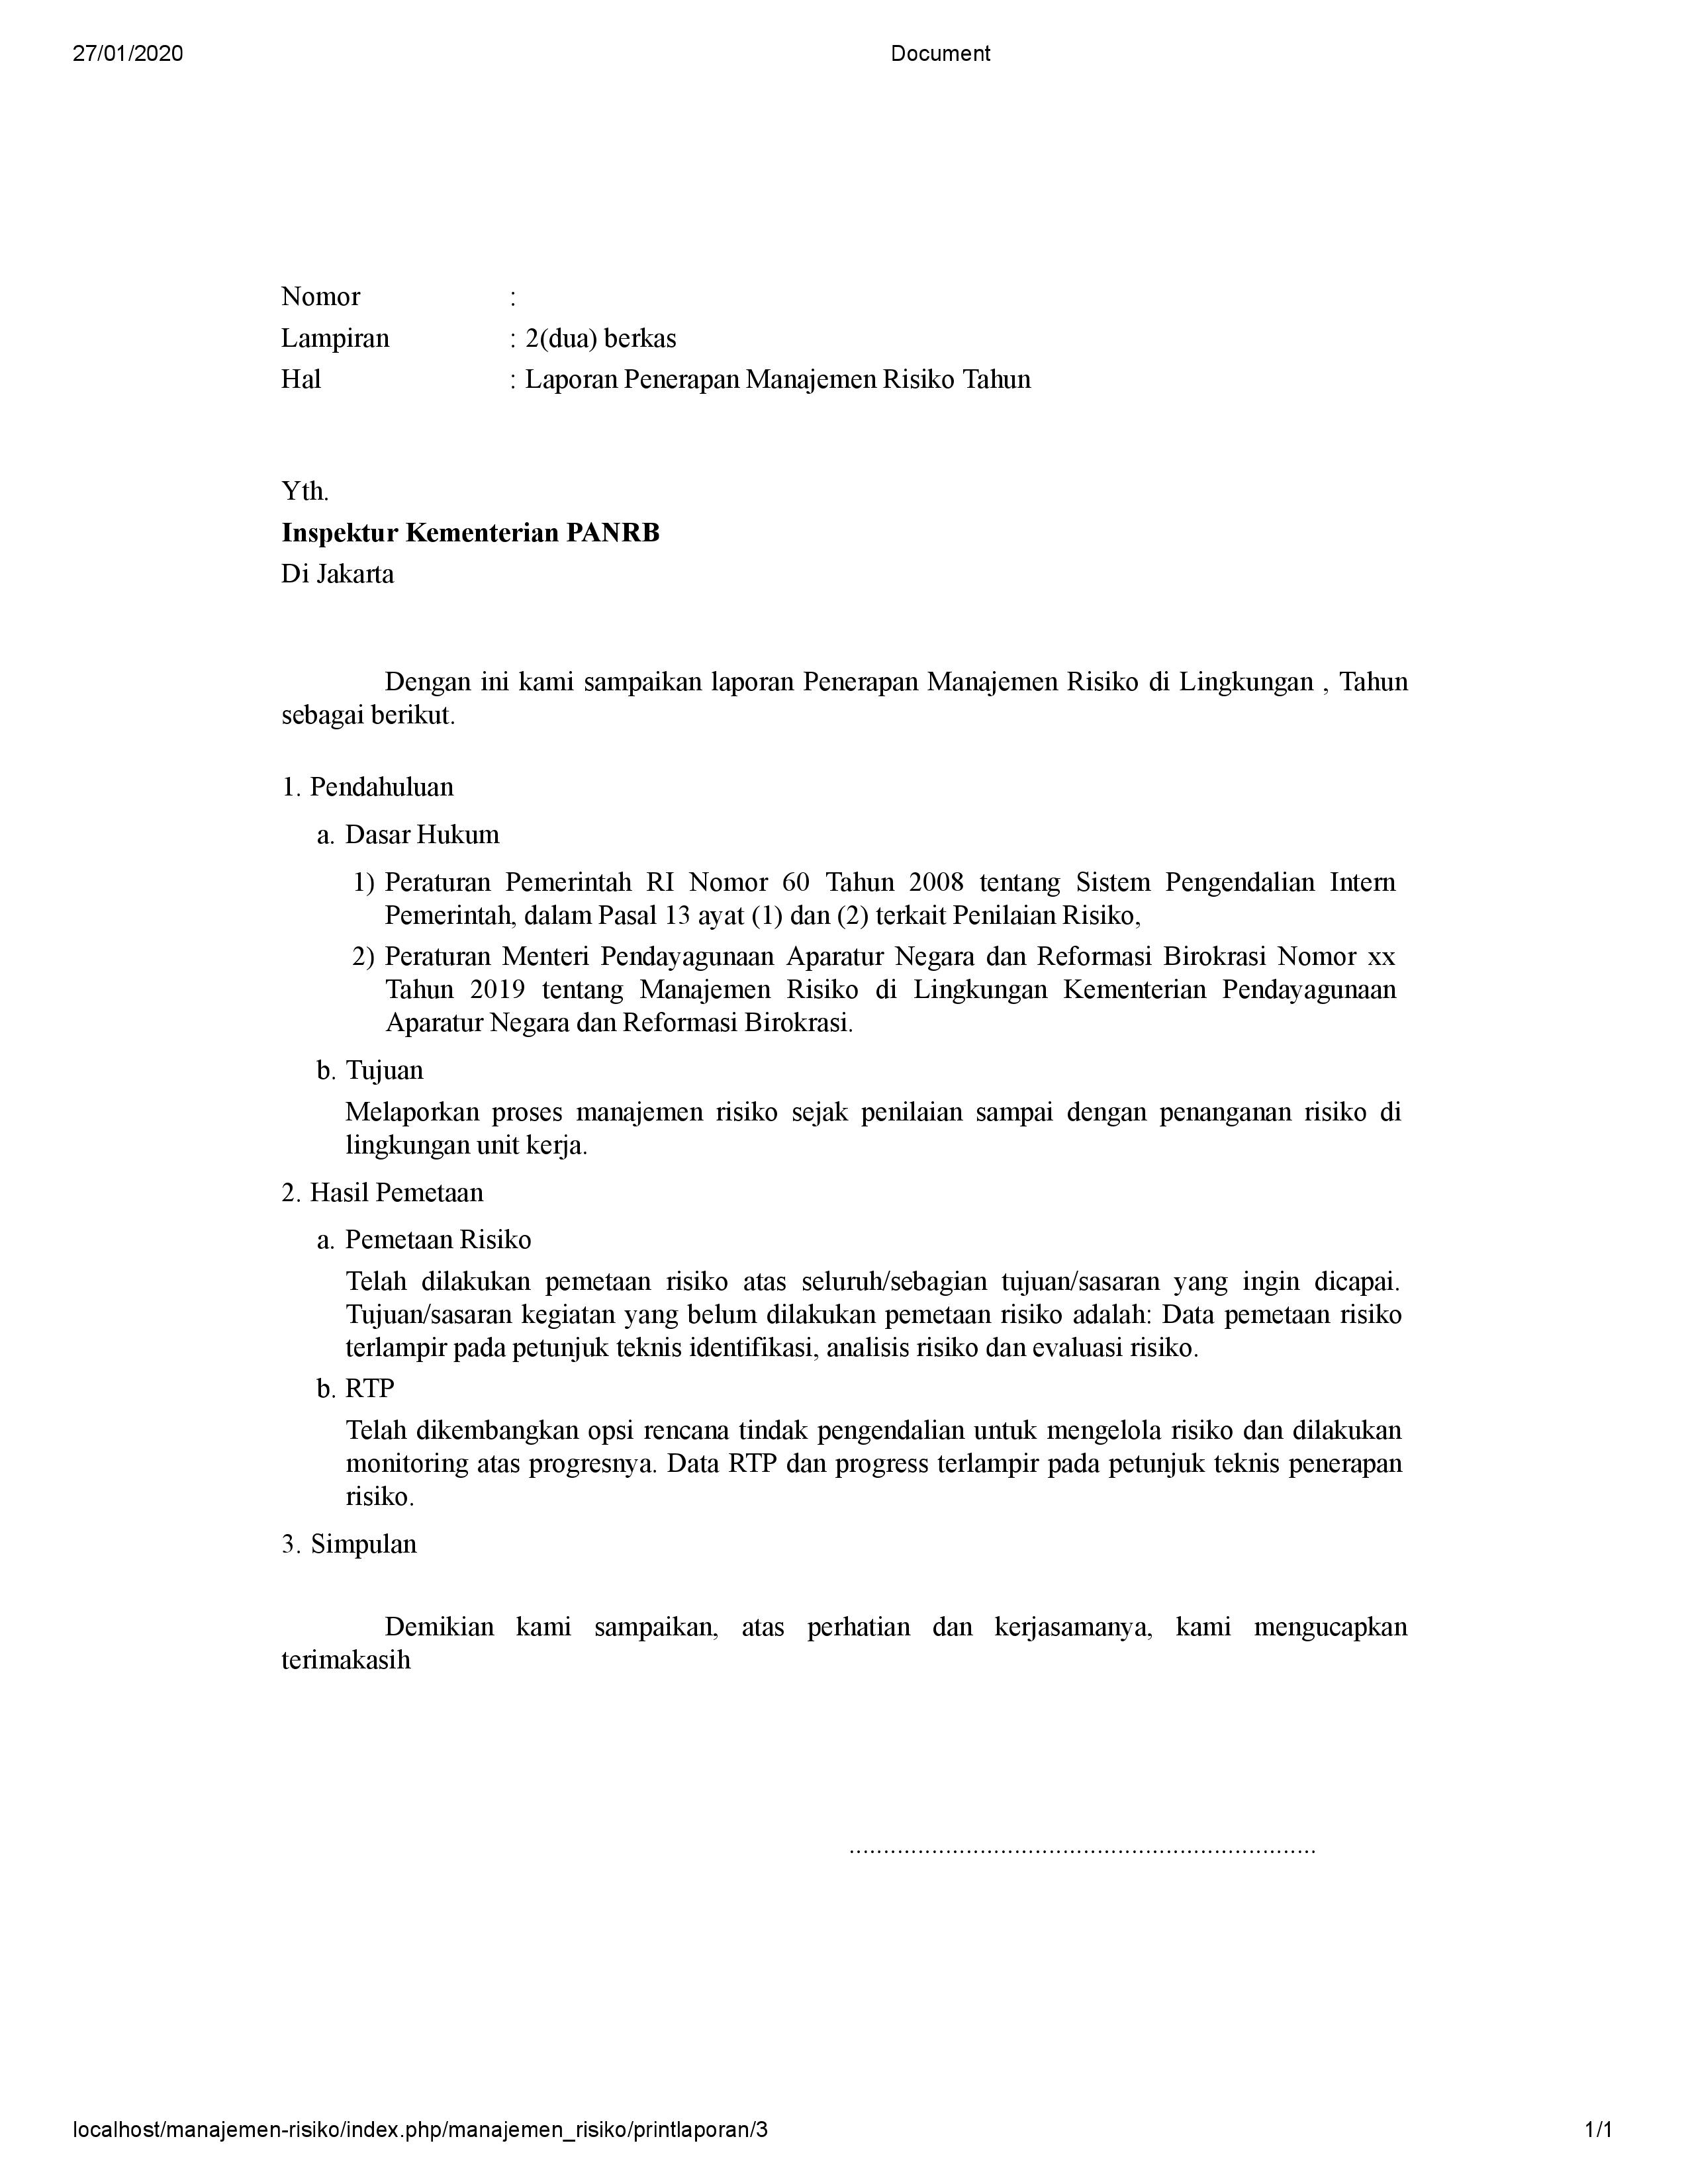 27/01/2020 Document
Nomor :
Lampiran : 2(dua) berkas
Hal : Laporan Penerapan Manajemen Risiko Tahun
Yth.
Inspektur Kementerian PANRB
Di Jakarta
Dengan ini kami sampaikan laporan Penerapan Manajemen Risiko di Lingkungan , Tahun
sebagai berikut.
1. Pendahuluan
a. Dasar Hukum
1) Peraturan Pemerintah RI Nomor 60 Tahun 2008 tentang Sistem Pengendalian Intern
Pemerintah, dalam Pasal 13 ayat (1) dan (2) terkait Penilaian Risiko,
2) Peraturan Menteri Pendayagunaan Aparatur Negara dan Reformasi Birokrasi Nomor xx
Tahun 2019 tentang Manajemen Risiko di Lingkungan Kementerian Pendayagunaan
Aparatur Negara dan Reformasi Birokrasi.
b. Tujuan
Melaporkan proses manajemen risiko sejak penilaian sampai dengan penanganan risiko di
lingkungan unit kerja.
2. Hasil Pemetaan
a. Pemetaan Risiko
Telah dilakukan pemetaan risiko atas seluruh/sebagian tujuan/sasaran yang ingin dicapai.
Tujuan/sasaran kegiatan yang belum dilakukan pemetaan risiko adalah: Data pemetaan risiko
terlampir pada petunjuk teknis identifikasi, analisis risiko dan evaluasi risiko.
b. RTP
Telah dikembangkan opsi rencana tindak pengendalian untuk mengelola risiko dan dilakukan
monitoring atas progresnya. Data RTP dan progress terlampir pada petunjuk teknis penerapan
risiko.
3. Simpulan
Demikian kami sampaikan, atas perhatian dan kerjasamanya, kami mengucapkan
terimakasih
....................................................................
localhost/manajemen-risiko/index.php/manajemen_risiko/printlaporan/3 1/1